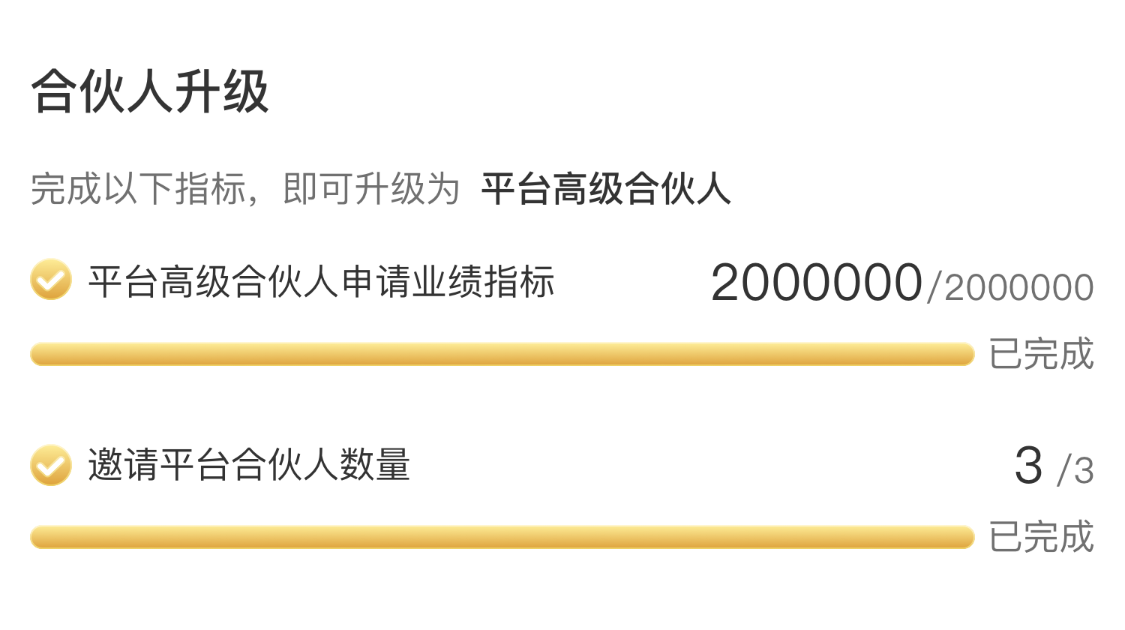 合伙人升级
完成以下指标，即可升级为 平台高级合伙人
平台高级合伙人申请业绩指标 2000000/2000000
已完成
邀请平台合伙人数量 3 /3
已完成